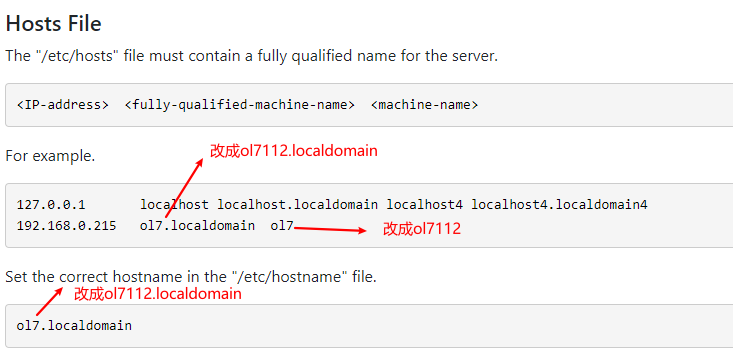 Hosts File
The "/etc/hosts" file must contain a fully qualified name for the server.
<IP-address>  <fully-qualified-machine-name>  <machine-name>
改成ol7112.localdomain
For example.
127.0.0.1       localhost localhost.localdomain localhost4 localhost4.localdomain4
192.168.0.215   ol7.localdomain  ol7
改成ol7112
Set the correct hostname in the "/etc/hostname" file.
改成ol7112.localdomain
ol7.localdomain